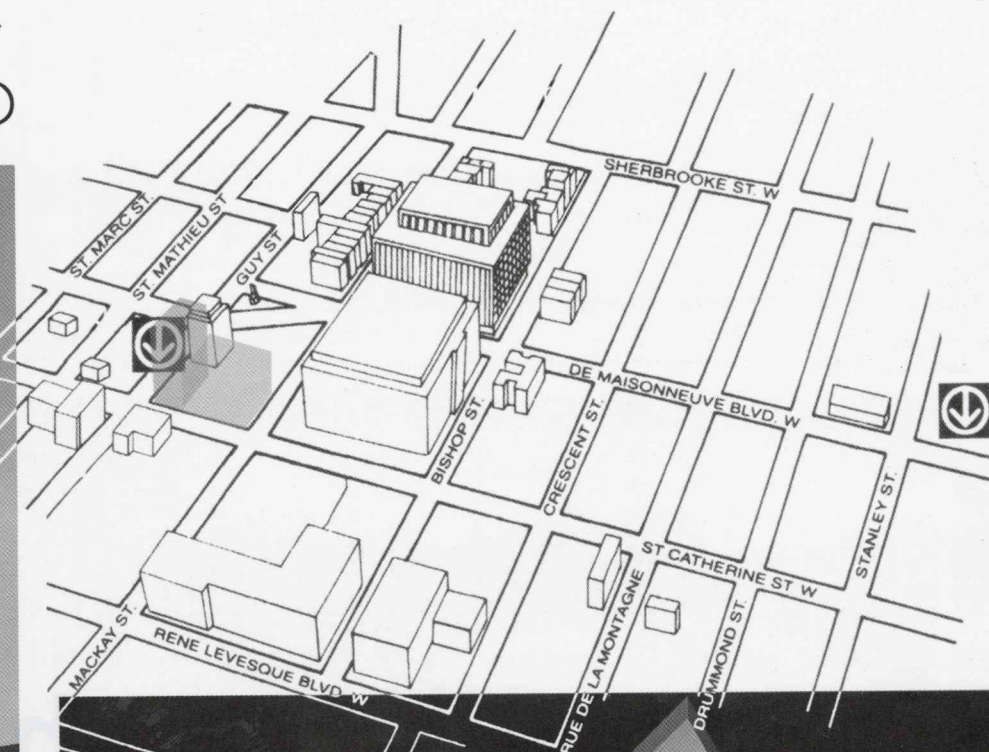 SHERBROOKE ST. W
ST. MARC ST.
ST. MATHIEU ST
GUY ST
DE MAISONNEUVE BLVD. W
BISHOP ST.
CRESCENT ST.
STANLEY ST.
ST CATHERINE ST W
MACKAY ST.
RENE LEVESQUE BLVD. W
RUE DE LA MONTAGNE
DRUMMOND ST.